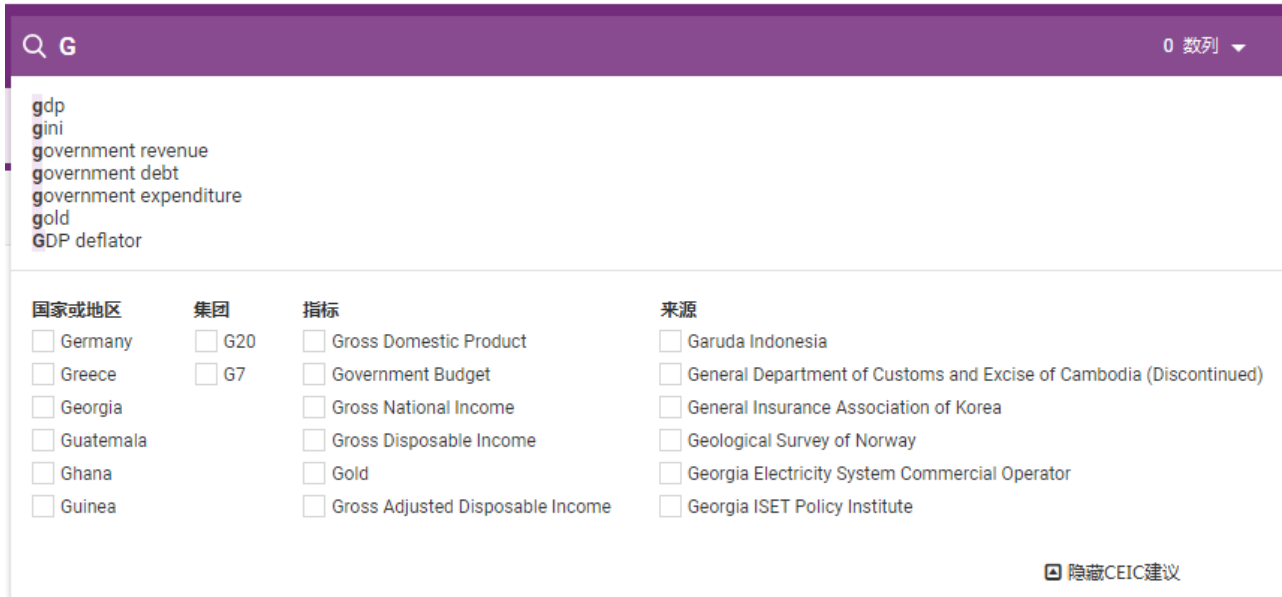 G
0 数列
gdp
gini
government revenue
government debt
government expenditure
gold
GDP deflator
国家或地区 集团 指标 来源
Germany G20 Gross Domestic Product Garuda Indonesia
Greece G7 Government Budget General Department of Customs and Excise of Cambodia (Discontinued)
Georgia Gross National Income General Insurance Association of Korea
Guatemala Gross Disposable Income Geological Survey of Norway
Ghana Gold Georgia Electricity System Commercial Operator
Guinea Gross Adjusted Disposable Income Georgia ISET Policy Institute
隐藏CEIC建议